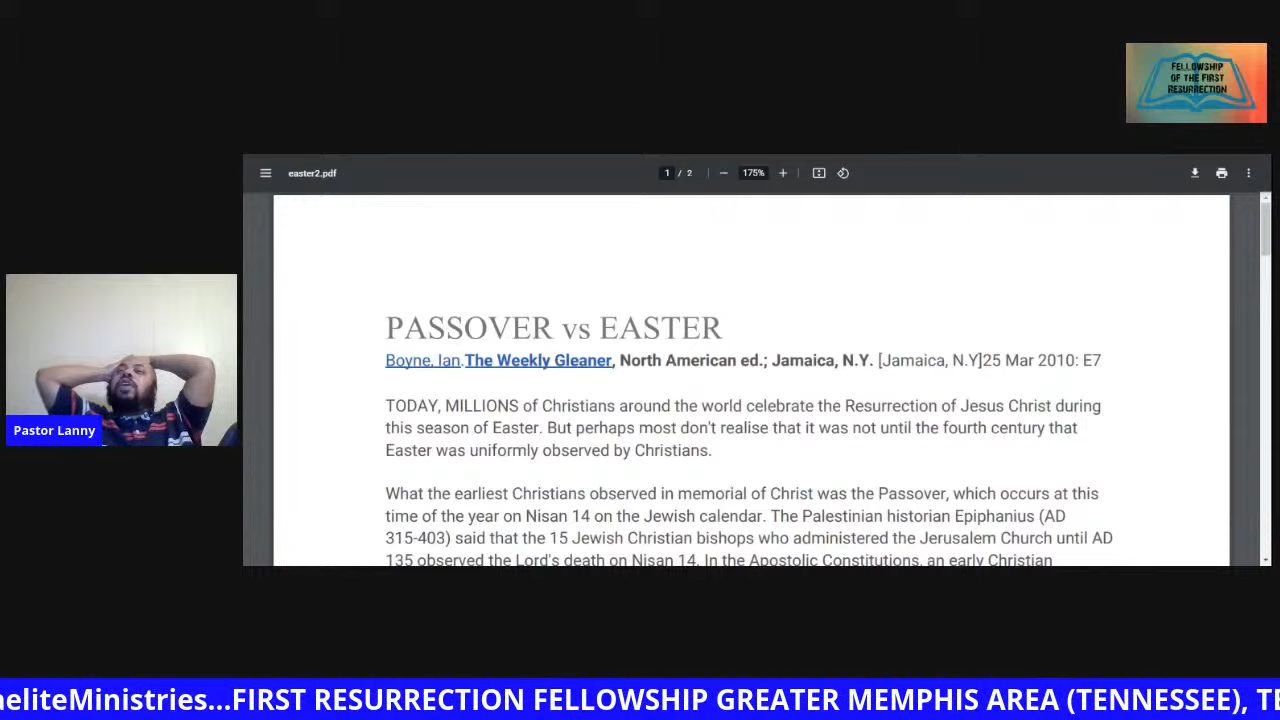 FELLOWSHIP
OF THE FIRST
RESURRECTION
easter2.pdf
1 / 2
175%
PASSOVER vs EASTER
Boyne, Ian.The Weekly Gleaner, North American ed.; Jamaica, N.Y. [Jamaica, N.Y]25 Mar 2010: E7
TODAY, MILLIONS of Christians around the world celebrate the Resurrection of Jesus Christ during
this season of Easter. But perhaps most don't realise that it was not until the fourth century that
Easter was uniformly observed by Christians.
What the earliest Christians observed in memorial of Christ was the Passover, which occurs at this
time of the year on Nisan 14 on the Jewish calendar. The Palestinian historian Epiphanius (AD
315-403) said that the 15 Jewish Christian bishops who administered the Jerusalem Church until AD
135 observed the Lord's death on Nisan 14. In the Apostolic Constitutions, an early Christian
Pastor Lanny
aeliteMinistries...FIRST RESURRECTION FELLOWSHIP GREATER MEMPHIS AREA (TENNESSEE), TE